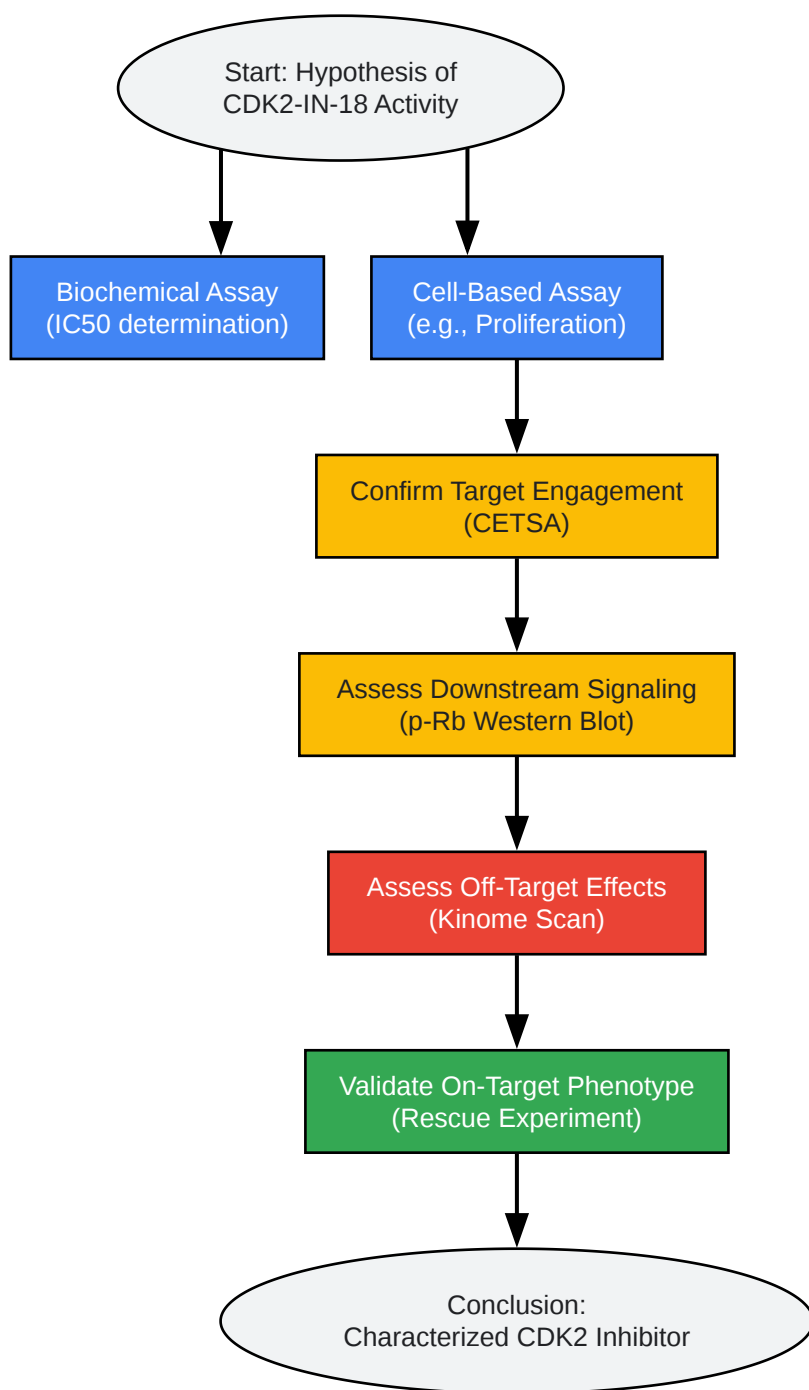 Start: Hypothesis of
CDK2-IN-18 Activity
Biochemical Assay
(IC50 determination)
Cell-Based Assay
(e.g., Proliferation)
Confirm Target Engagement
(CETSA)
Assess Downstream Signaling
(p-Rb Western Blot)
Assess Off-Target Effects
(Kinome Scan)
Validate On-Target Phenotype
(Rescue Experiment)
Conclusion:
Characterized CDK2 Inhibitor